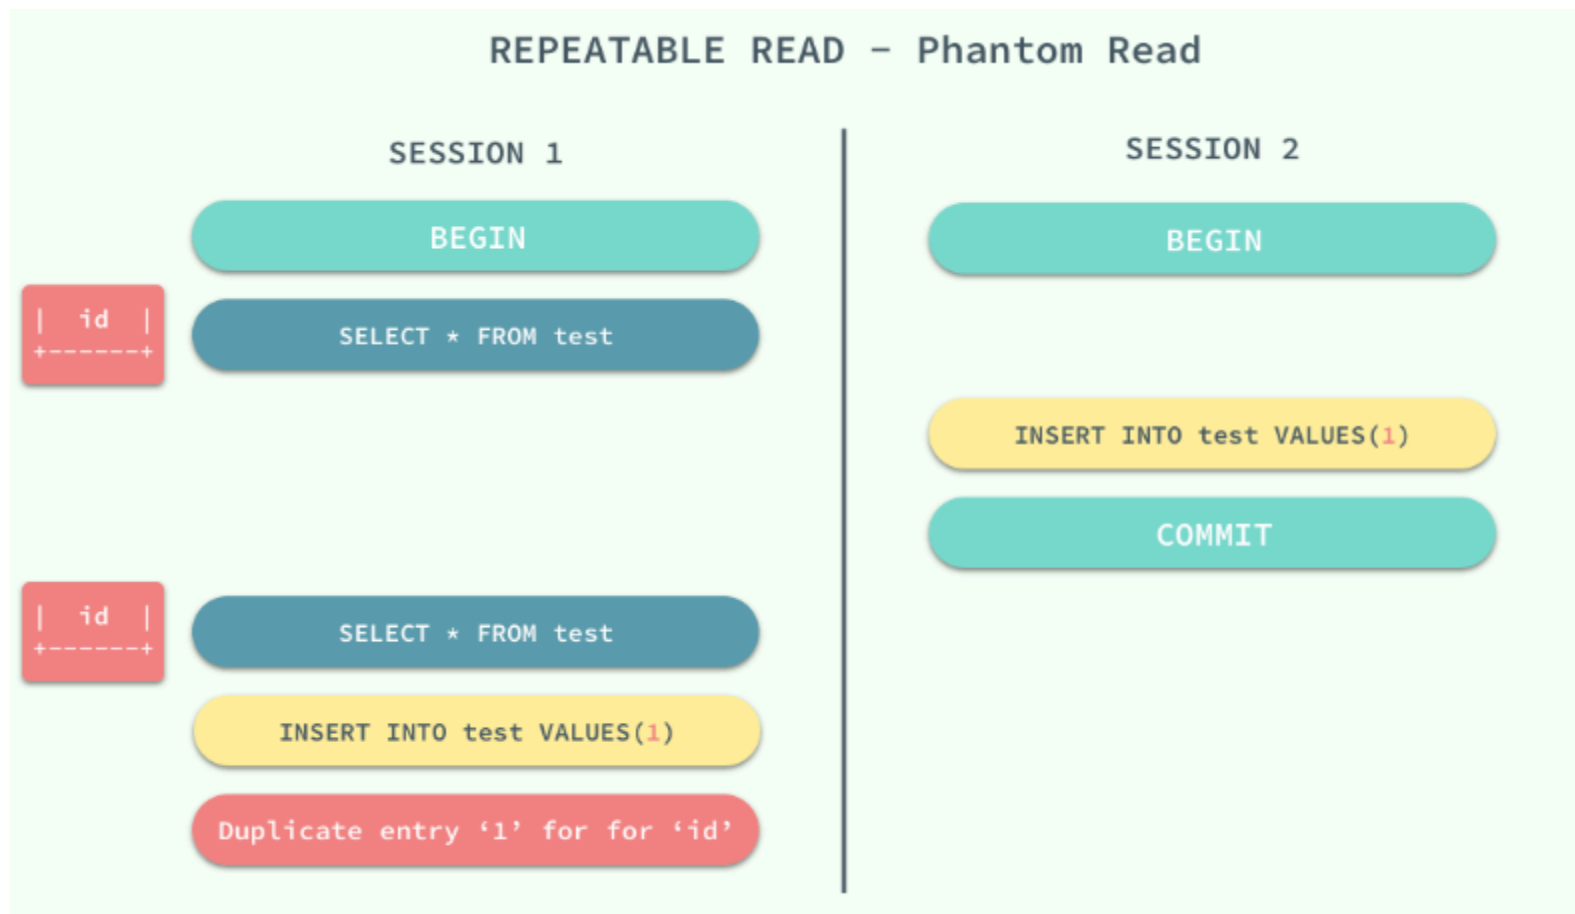 REPEATABLE READ - Phantom Read
SESSION 1
BEGIN
| id |
+------+
SELECT * FROM test
| id |
+------+
SELECT * FROM test
INSERT INTO test VALUES(1)
Duplicate entry ‘1’ for for ‘id’
SESSION 2
BEGIN
INSERT INTO test VALUES(1)
COMMIT